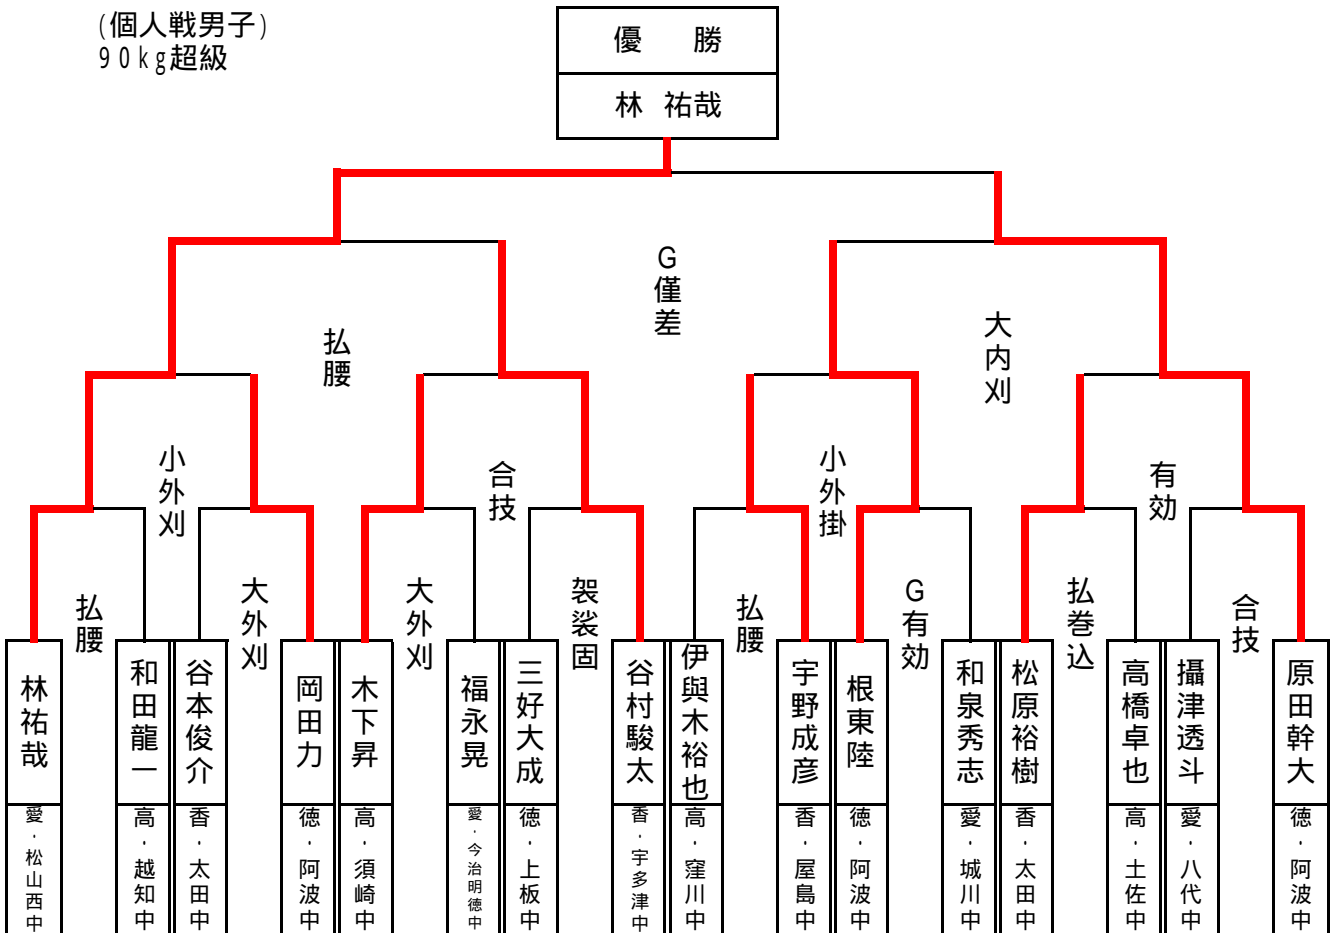 (個人戦男子)
90kg超級
優 勝
林 祐哉
G僅差
払腰
大内刈
小外刈
合技
小外掛
有効
払腰
大外刈
大外刈
袈裟固
払腰
G有効
払巻込
合技
林祐哉
和田龍一
谷本俊介
岡田力
木下昇
福永晃
三好大成
谷村駿太
伊與木裕也
宇野成彦
根東陸
和泉秀志
松原裕樹
高橋卓也
攝津透斗
原田幹大
愛・松山西中
高・越知中
香・太田中
徳・阿波中
高・須崎中
愛・今治明徳中
徳・上板中
香・宇多津中
高・窪川中
香・屋島中
徳・阿波中
愛・城川中
香・太田中
高・土佐中
愛・八代中
徳・阿波中